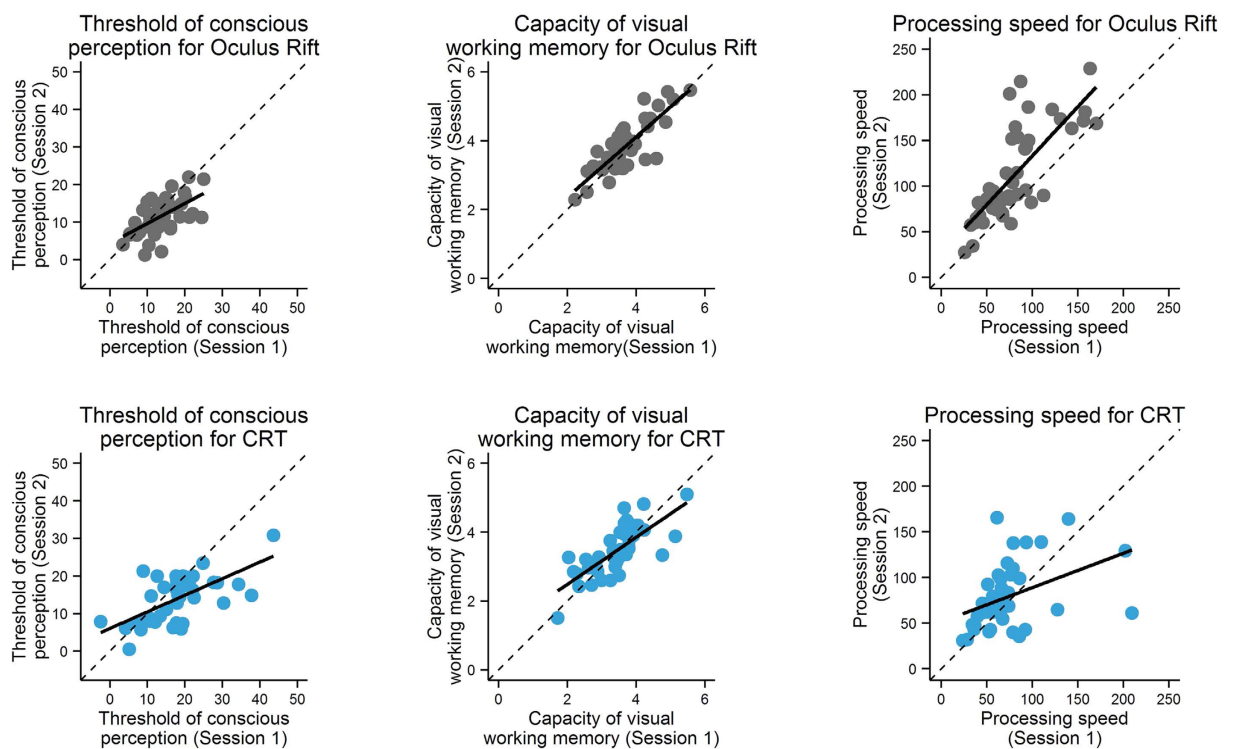 Threshold of conscious
perception for Oculus Rift
Threshold of conscious
perception (Session 2)
50
40
30
20
10
0
0 10 20 30 40 50
Threshold of conscious
perception (Session 1)
Capacity of visual
working memory for Oculus Rift
Capacity of visual
working memory (Session 2)
6
4
2
0
0 2 4 6
Capacity of visual
working memory(Session 1)
Processing speed for Oculus Rift
Processing speed
(Session 2)
250
200
150
100
50
0
0 50 100 150 200 250
Processing speed
(Session 1)
Threshold of conscious
perception for CRT
Threshold of conscious
perception (Session 2)
50
40
30
20
10
0
0 10 20 30 40 50
Threshold of conscious
perception (Session 1)
Capacity of visual
working memory for CRT
Capacity of visual
working memory (Session 2)
6
4
2
0
0 2 4 6
Capacity of visual
working memory (Session 1)
Processing speed for CRT
Processing speed
(Session 2)
250
200
150
100
50
0
0 50 100 150 200 250
Processing speed
(Session 1)